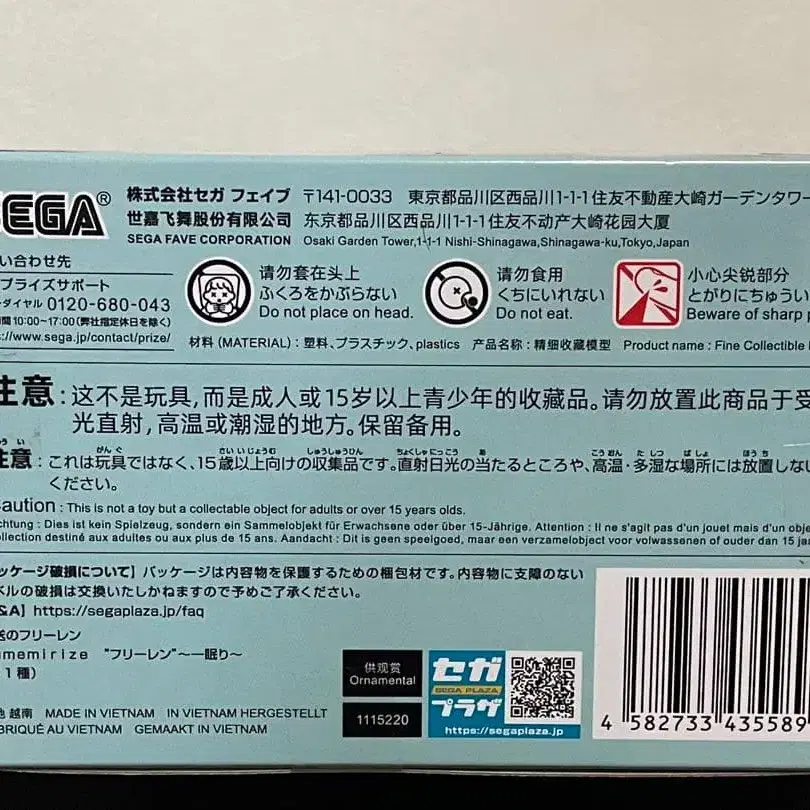 SEGA®
株式会社セガ フェイブ 〒141-0033 東京都品川区西品川1-1-1住友不動産大崎ガーデンタワー
世嘉飞舞股份有限公司 东京都品川区西品川1-1-1住友不动产大崎花园大厦
SEGA FAVE CORPORATION Osaki Garden Tower,1-1-1 Nishi-Shinagawa,Shinagawa-ku,Tokyo,Japan
い合わせ先
プライズサポート
ーダイヤル 0120-680-043
時間10:00~17:00(弊社指定休日を除く)
s://www.sega.jp/contact/prize/
请勿套在头上
ふくろをかぶらない
Do not place on head.
请勿食用
くちにいれない
Do not eat.
小心尖锐部分
とがりにちゅうい
Beware of sharp p
材料(MATERIAL):塑料、プラスチック、plastics 产品名称:精细收藏模型 Product name : Fine Collectible
注意:这不是玩具,而是成人或15岁以上青少年的收藏品。请勿放置此商品于受
光直射,高温或潮湿的地方。保留备用。
注意:これは玩具ではなく、15歳以上向けの収集品です。直射日光の当たるところや、高温・多湿な場所には放置しな
ください。
Caution : This is not a toy but a collectable object for adults or over 15 years old.
chtung : Dies ist kein Spielzeug, sondern ein Sammelobjekt für Erwachsene oder über 15-Jährige. Attention : Il ne s'agit pas d'un jouet mais d'un obje
ollection destiné aux adultes ou aux plus de 15 ans. Aandacht : Dit is geen speelgoed, maar een verzamelobject voor volwassenen of ouder dan 15 jaar
ッケージ破損について】パッケージは内容物を保護するための梱包材です。内容物に支障のない
ベルの破損は交換いたしかねますので予めご了承ください。
&A】https://segaplaza.jp/faq
送のフリーレン
umemirize “フリーレン”~一眠り~
1種)
地 越南 MADE IN VIETNAM IN VIETNAM HERGESTELLT
BRIQUÉ AU VIETNAM GEMAAKT IN VIETNAM
供观赏
Ornamental
1115220
セガ
SEGA PLAZA
プラザ
https://segaplaza.jp/
4 582733 435589